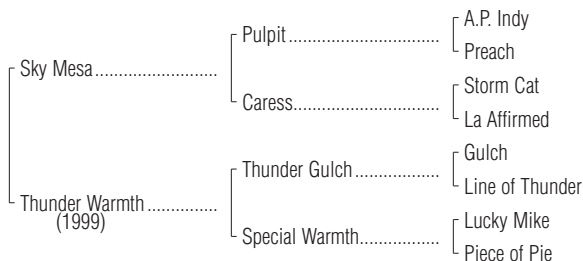 A.P. Indy
Pulpit
Preach
Sky Mesa
Storm Cat
Caress
La Affirmed
Gulch
Thunder Gulch
Line of Thunder
Thunder Warmth
(1999)
Lucky Mike
Special Warmth
Piece of Pie